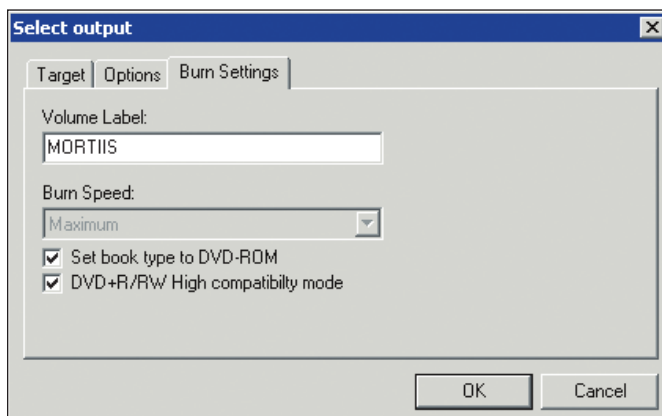 Select output
Target Options Burn Settings
Volume Label:
MORTIIS
Burn Speed:
Maximum
Set book type to DVD-ROM
DVD+R/RW High compatibilty mode
OK Cancel